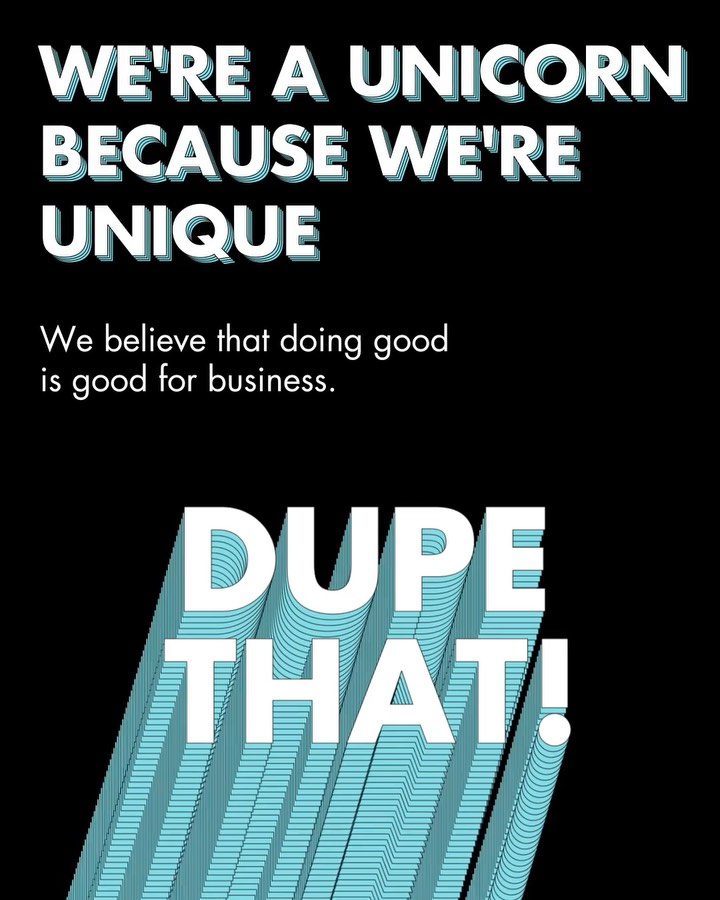 WE'RE A UNICORN
BECAUSE WE'RE
UNIQUE
We believe that doing good
is good for business.
DUPE
THAT!